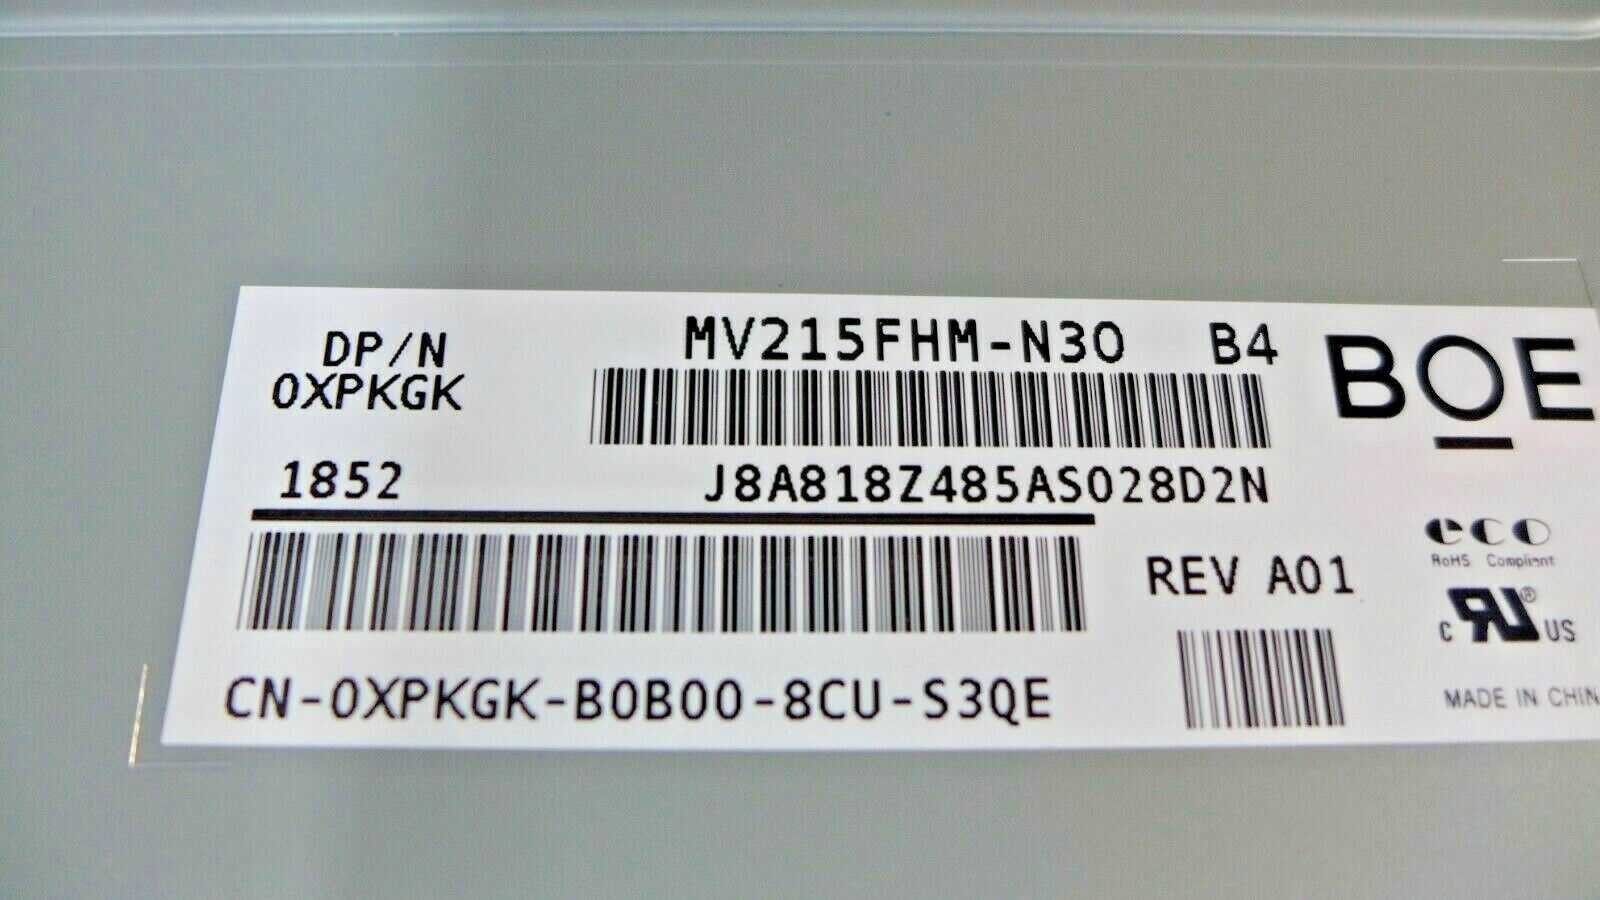 DP/N
0XPKGK
MV215FHM-N30 B4
BOE
1852
J8A818Z485AS028D2N
eco
RoHS Compliant
REV A01
c RU ® US
CN-0XPKGK-B0B00-8CU-S3QE
MADE IN CHIN